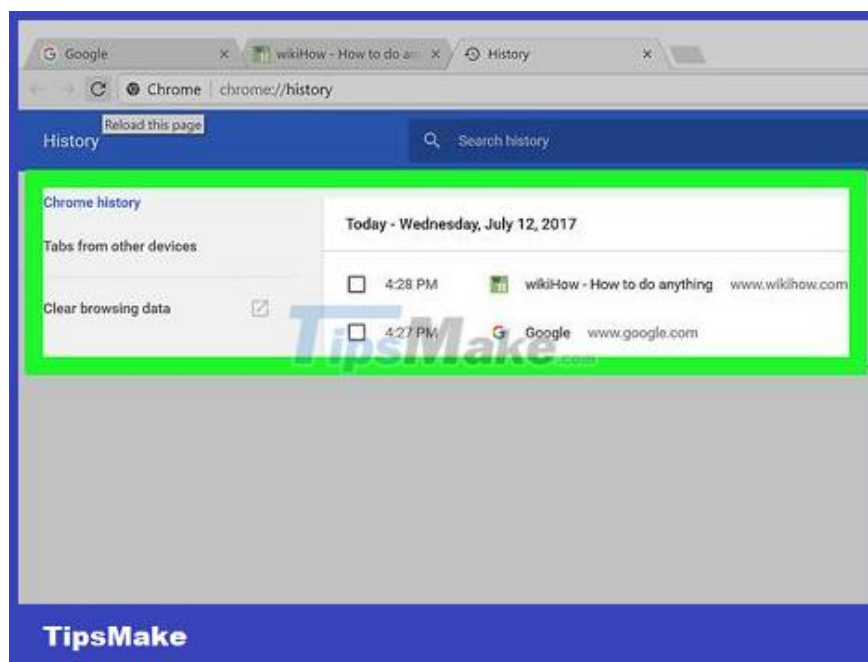 Google wikiHow - How to do a History
Chrome chrome://history
Reload this page
History Search history
Chrome history
Today - Wednesday, July 12, 2017
Tabs from other devices
4:28 PM wikiHow - How to do anything www.wikihow.com
Clear browsing data
4:27 PM Google www.google.com
TipsMake.com
TipsMake